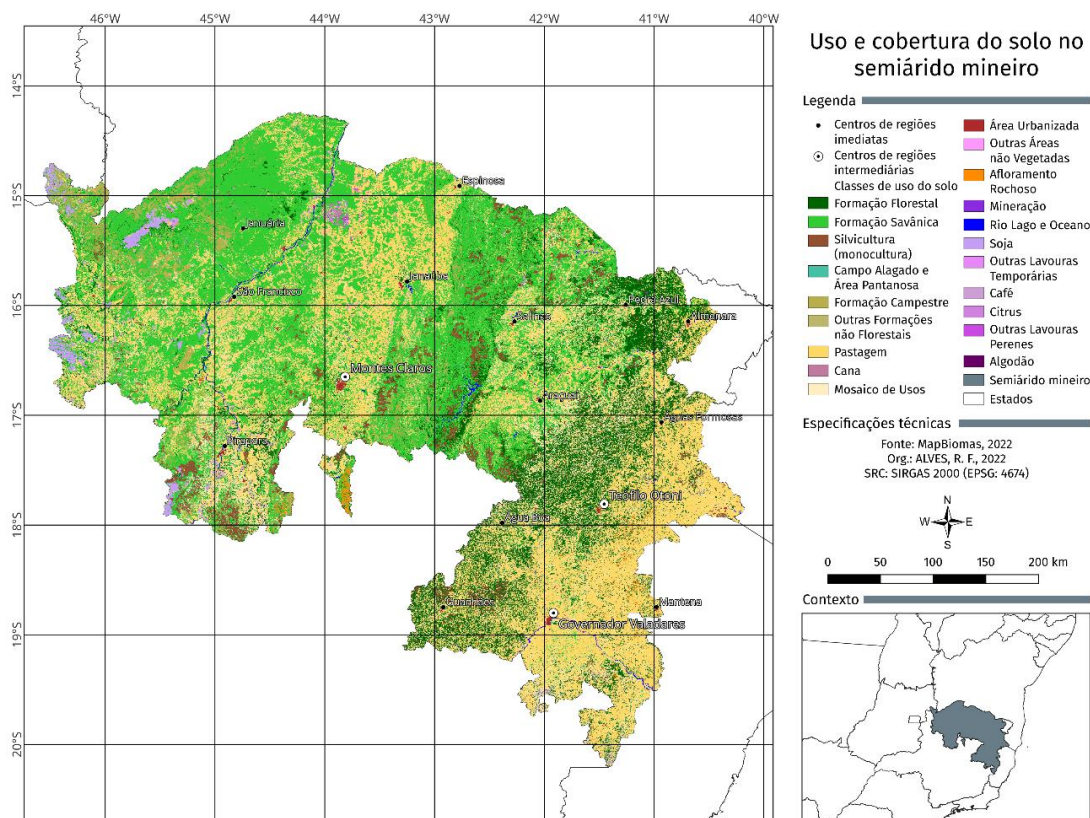 46°W 45°W 44°W 43°W 42°W 41°W 40°W
14°S
15°S
16°S
17°S
18°S
19°S
20°S
Espinosa
Januária
Janaúba
São Francisco
Pedra Azul
Salinas
Almenara
Montes Claros
Araçuaí
Águas Formosas
Pirapora
Teófilo Otoni
Água Boa
Guanhães
Mantena
Governador Valadares
Uso e cobertura do solo no
semiárido mineiro
Legenda
Centros de regiões
imediatas
Centros de regiões
intermediárias
Classes de uso do solo
Formação Florestal
Formação Savânica
Silvicultura
(monocultura)
Campo Alagado e
Área Pantanosa
Formação Campestre
Outras Formações
não Florestais
Pastagem
Cana
Mosaico de Usos
Área Urbanizada
Outras Áreas
não Vegetadas
Afloramento
Rochoso
Mineração
Rio Lago e Oceano
Soja
Outras Lavouras
Temporárias
Café
Citrus
Outras Lavouras
Perenes
Algodão
Semiárido mineiro
Estados
Especificações técnicas
Fonte: MapBiomas, 2022
Org.: ALVES, R. F., 2022
SRC: SIRGAS 2000 (EPSG: 4674)
N
W E
S
0 50 100 150 200 km
Contexto